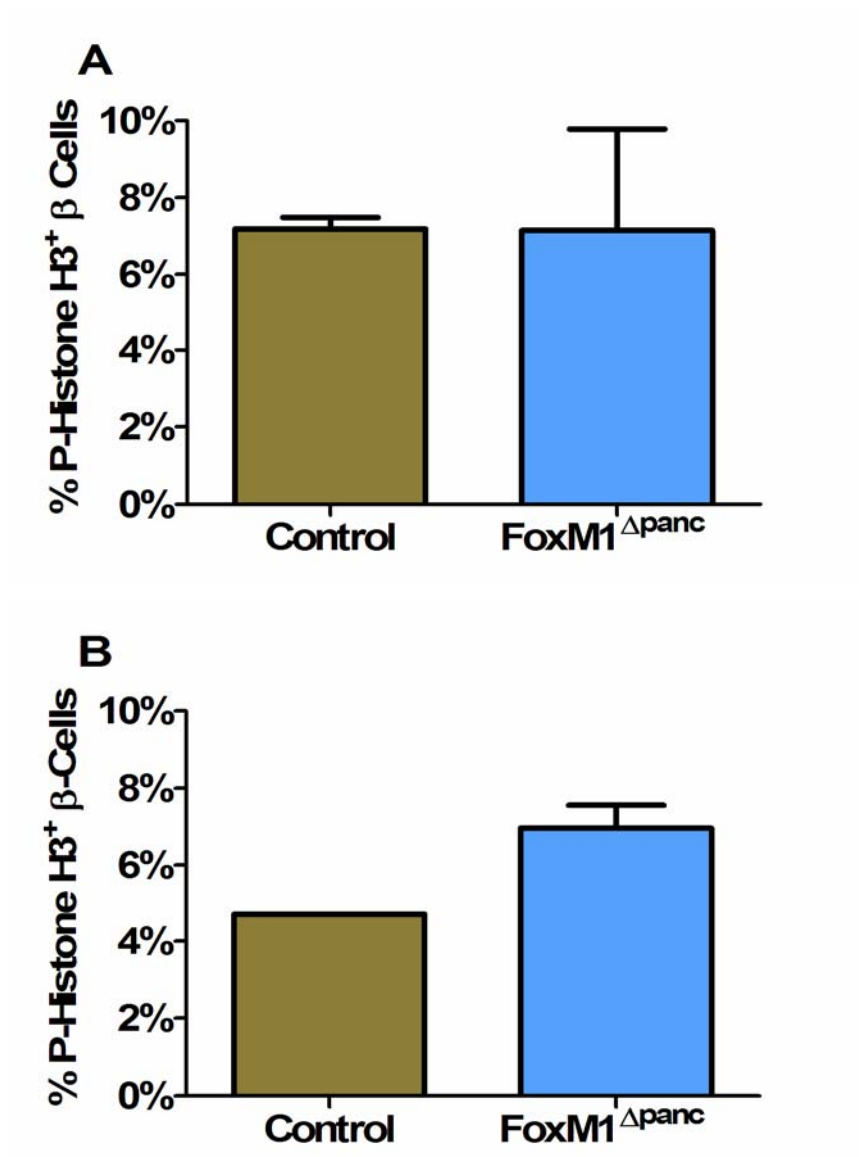 A
% P-Histone H3⁺ β Cells
10%
8%
6%
4%
2%
0%
Control
FoxM1 Δpanc
B
% P-Histone H3⁺ β-Cells
10%
8%
6%
4%
2%
0%
Control
FoxM1 Δpanc